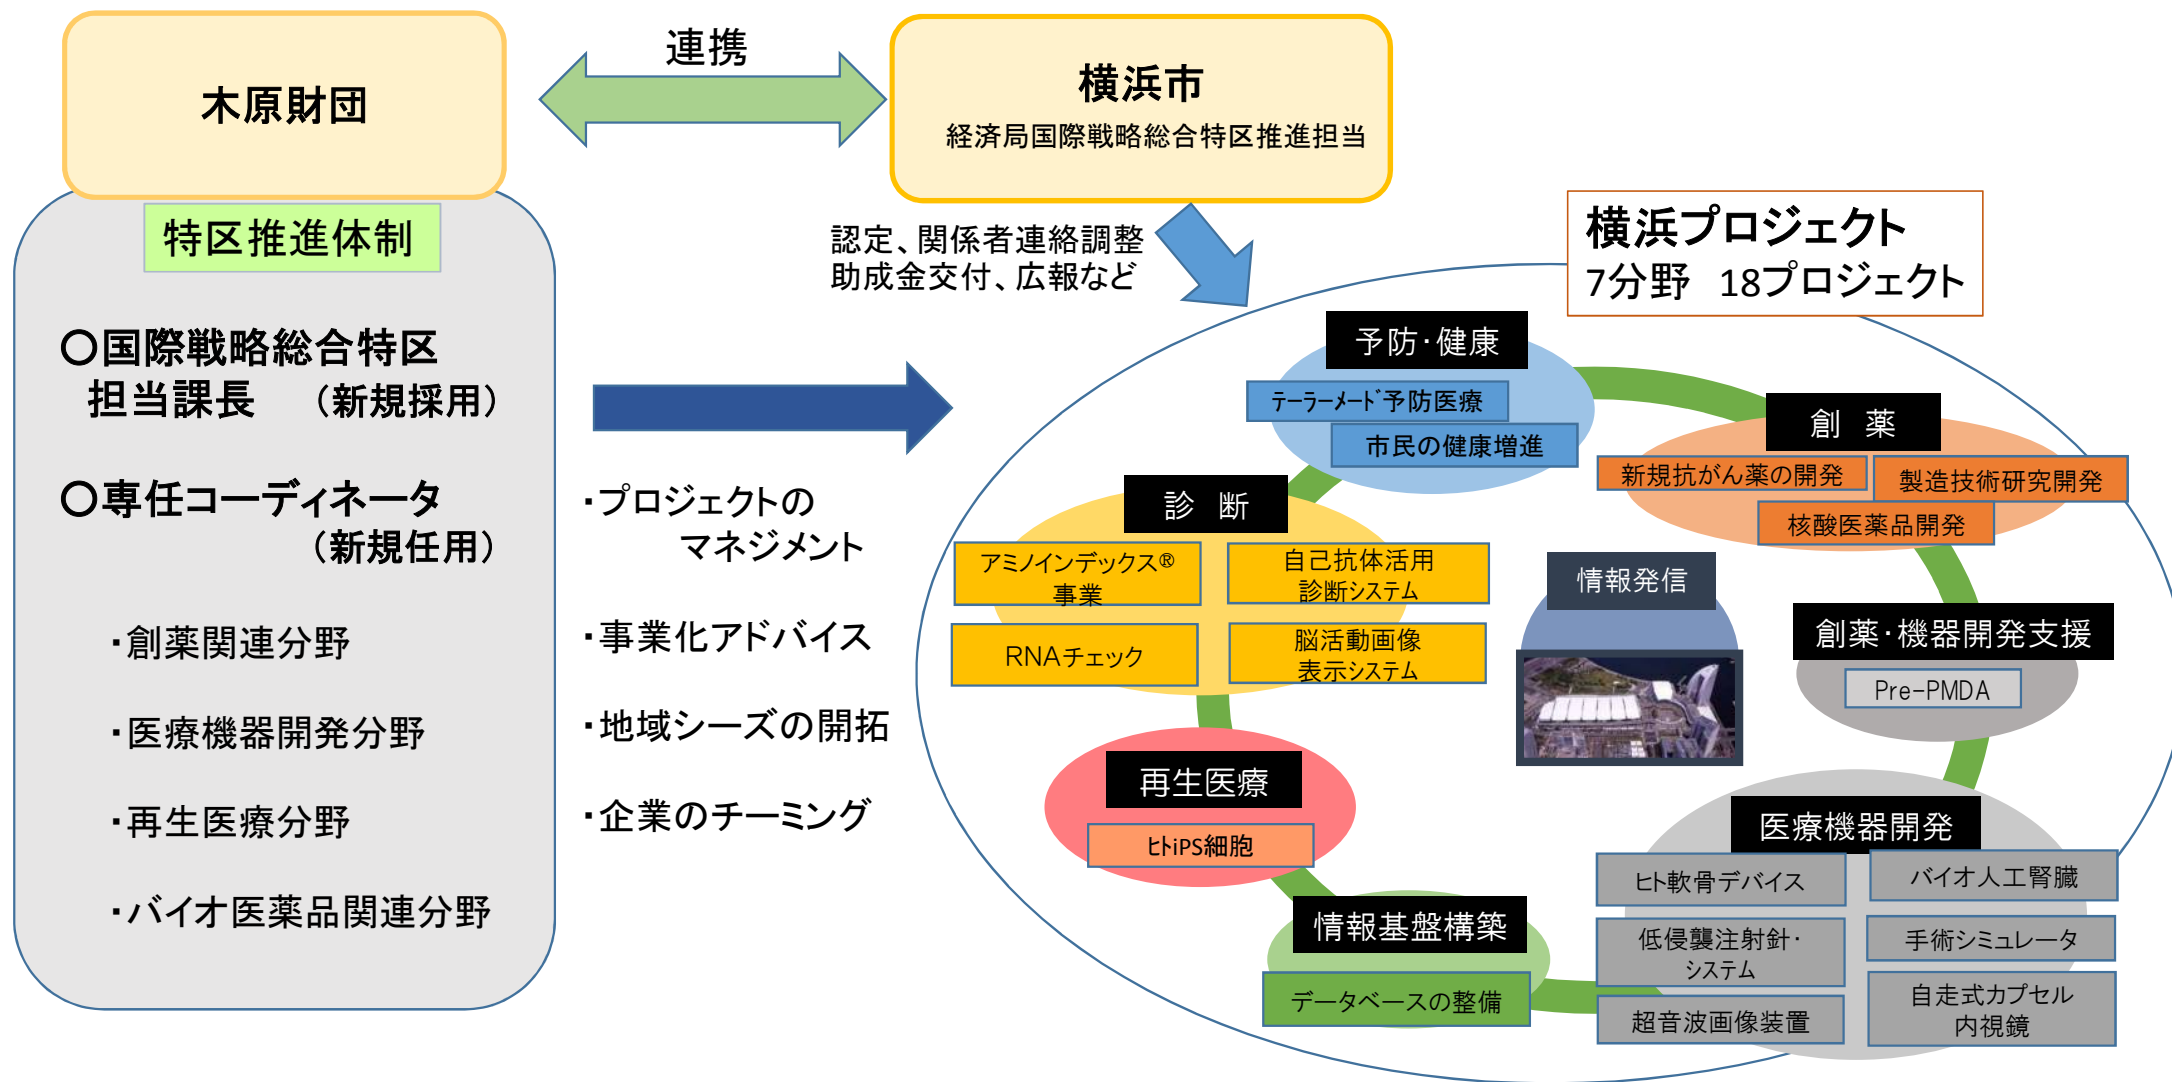 木原財団
連携
横浜市
経済局国際戦略総合特区推進担当
特区推進体制
〇国際戦略総合特区
担当課長　（新規採用）
〇専任コーディネータ
（新規任用）
・創薬関連分野
・医療機器開発分野
・再生医療分野
・バイオ医薬品関連分野
認定、関係者連絡調整
助成金交付、広報など
・プロジェクトの
マネジメント
・事業化アドバイス
・地域シーズの開拓
・企業のチーミング
横浜プロジェクト
7分野　18プロジェクト
予防・健康
ﾃｰﾗｰﾒｰﾄﾞ予防医療
市民の健康増進
創　薬
新規抗がん薬の開発
製造技術研究開発
核酸医薬品開発
診　断
アミノインデックス®
事業
自己抗体活用
診断システム
RNAチェック
脳活動画像
表示システム
情報発信
創薬・機器開発支援
Pre-PMDA
再生医療
ﾋﾄiPS細胞
医療機器開発
ヒト軟骨デバイス
バイオ人工腎臓
低侵襲注射針・
システム
手術シミュレータ
超音波画像装置
自走式カプセル
内視鏡
情報基盤構築
データベースの整備